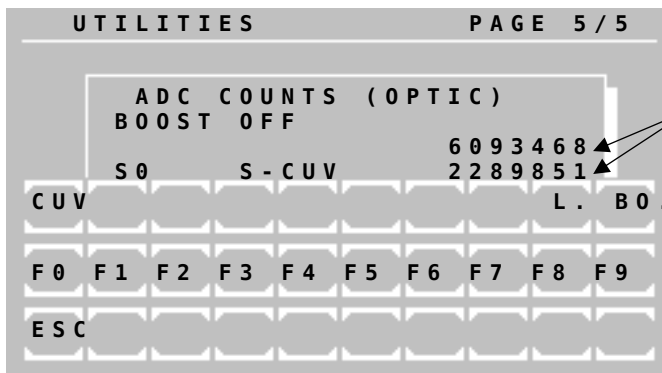 UTILITIES PAGE 5/5
ADC COUNTS (OPTIC)
BOOST OFF
6093468
S0 S-CUV 2289851
CUV L. BO.
F0 F1 F2 F3 F4 F5 F6 F7 F8 F9
ESC